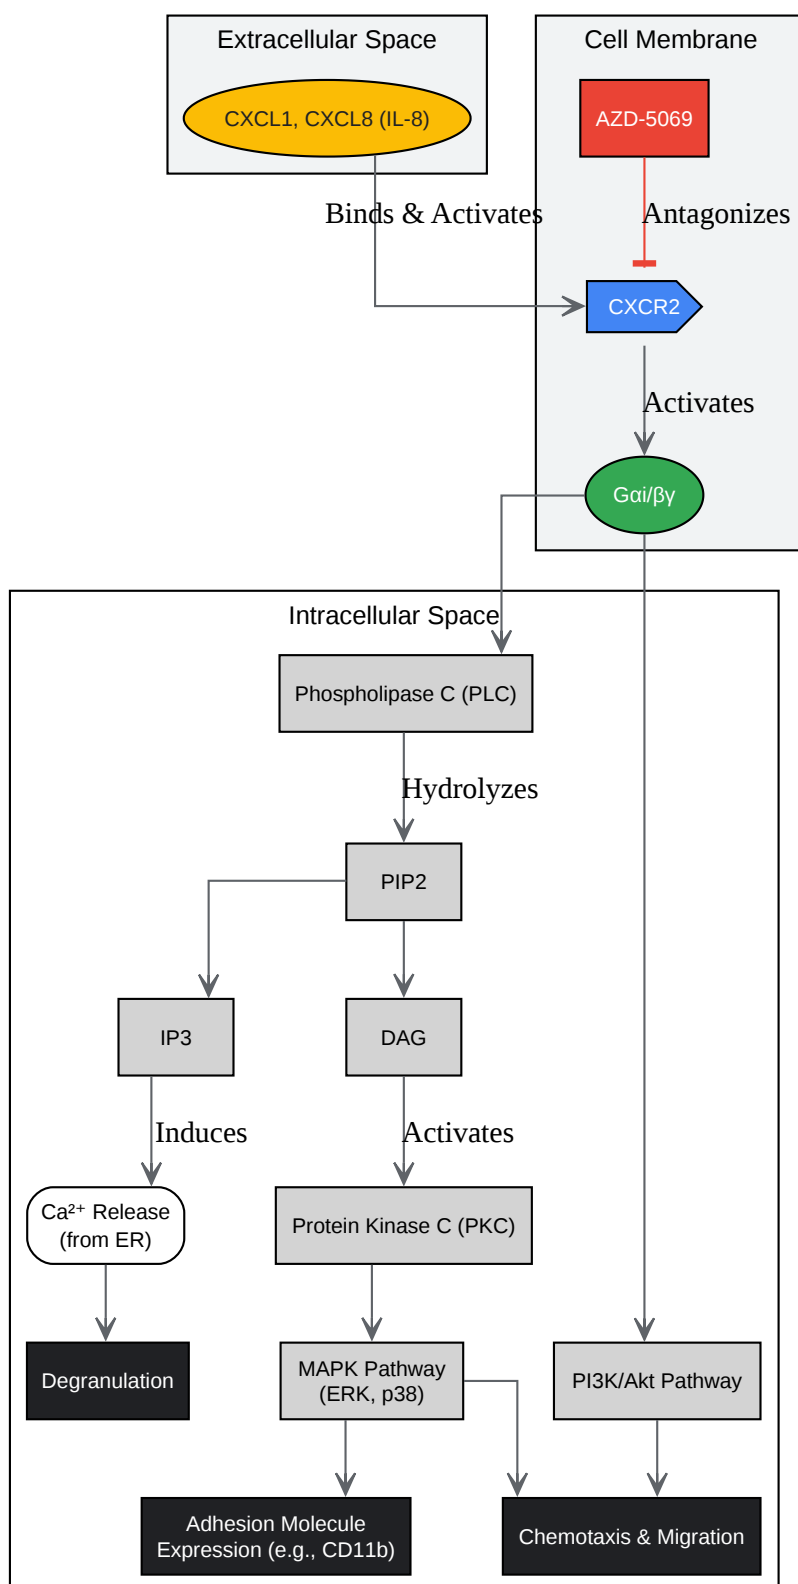 Extracellular Space
Cell Membrane
CXCL1, CXCL8 (IL-8)
AZD-5069
Binds & Activates
Antagonizes
CXCR2
Activates
Gαi/βγ
Intracellular Space
Phospholipase C (PLC)
Hydrolyzes
PIP2
IP3
DAG
Induces
Activates
Ca²⁺ Release
(from ER)
Protein Kinase C (PKC)
Degranulation
MAPK Pathway
(ERK, p38)
PI3K/Akt Pathway
Adhesion Molecule
Expression (e.g., CD11b)
Chemotaxis & Migration